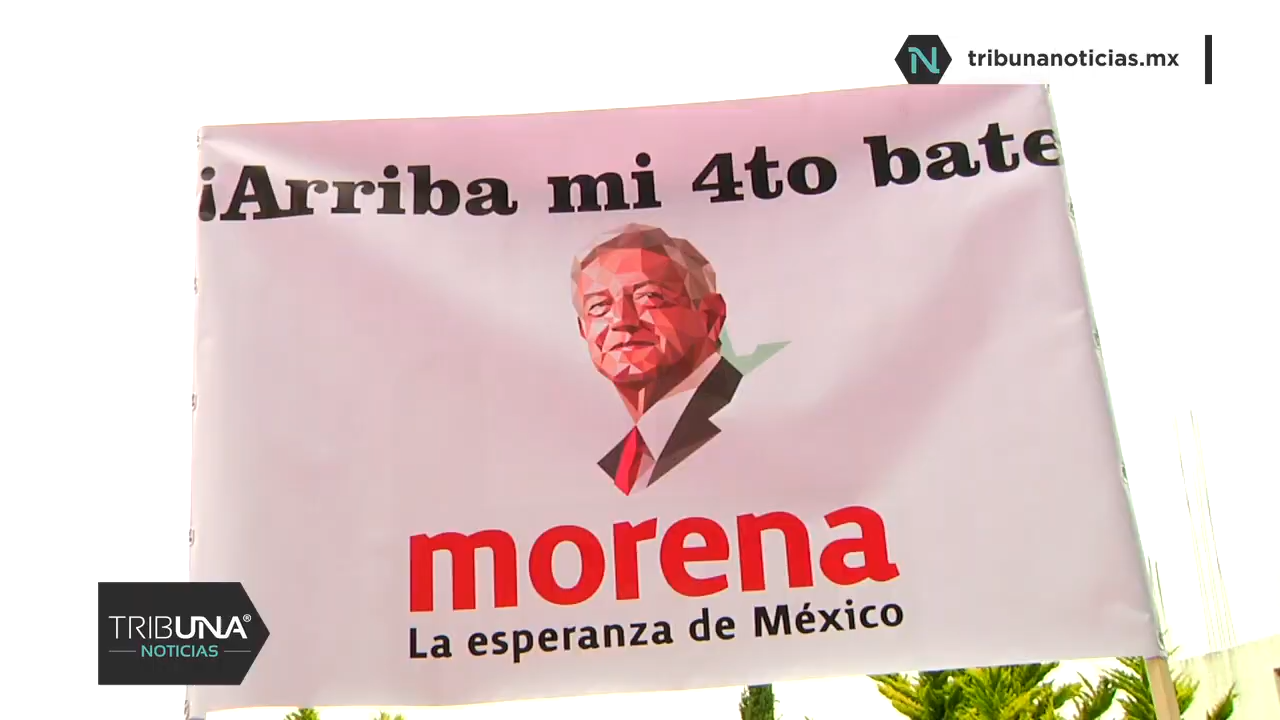 N tribunanoticias.mx
¡Arriba mi 4to bate
morena
La esperanza de México
TRIBUNA®
NOTICIAS